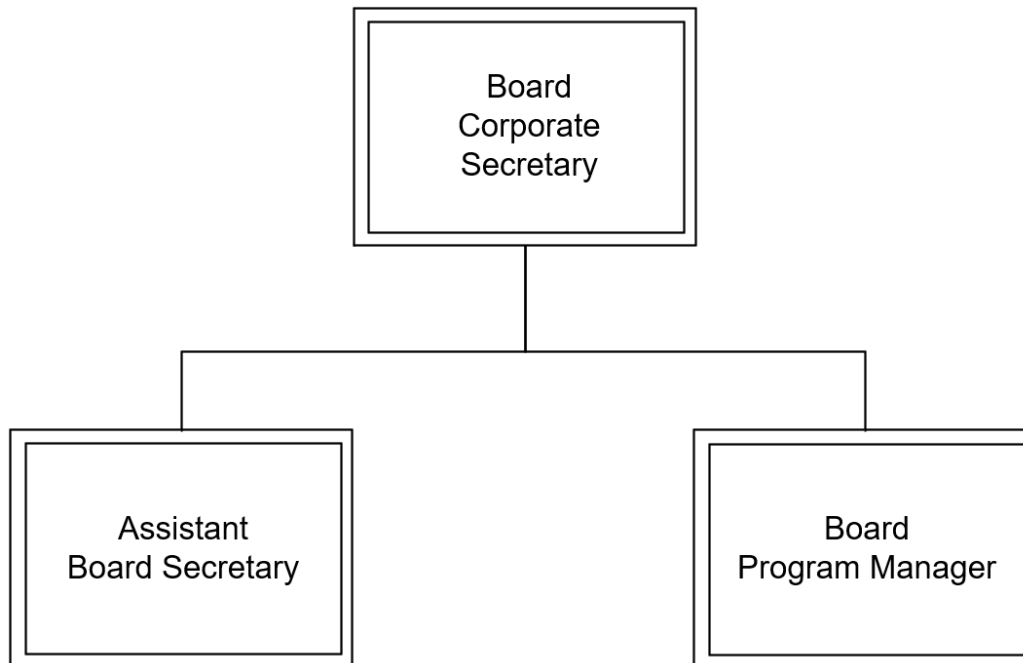 Board
Corporate
Secretary
Assistant
Board Secretary
Board
Program Manager